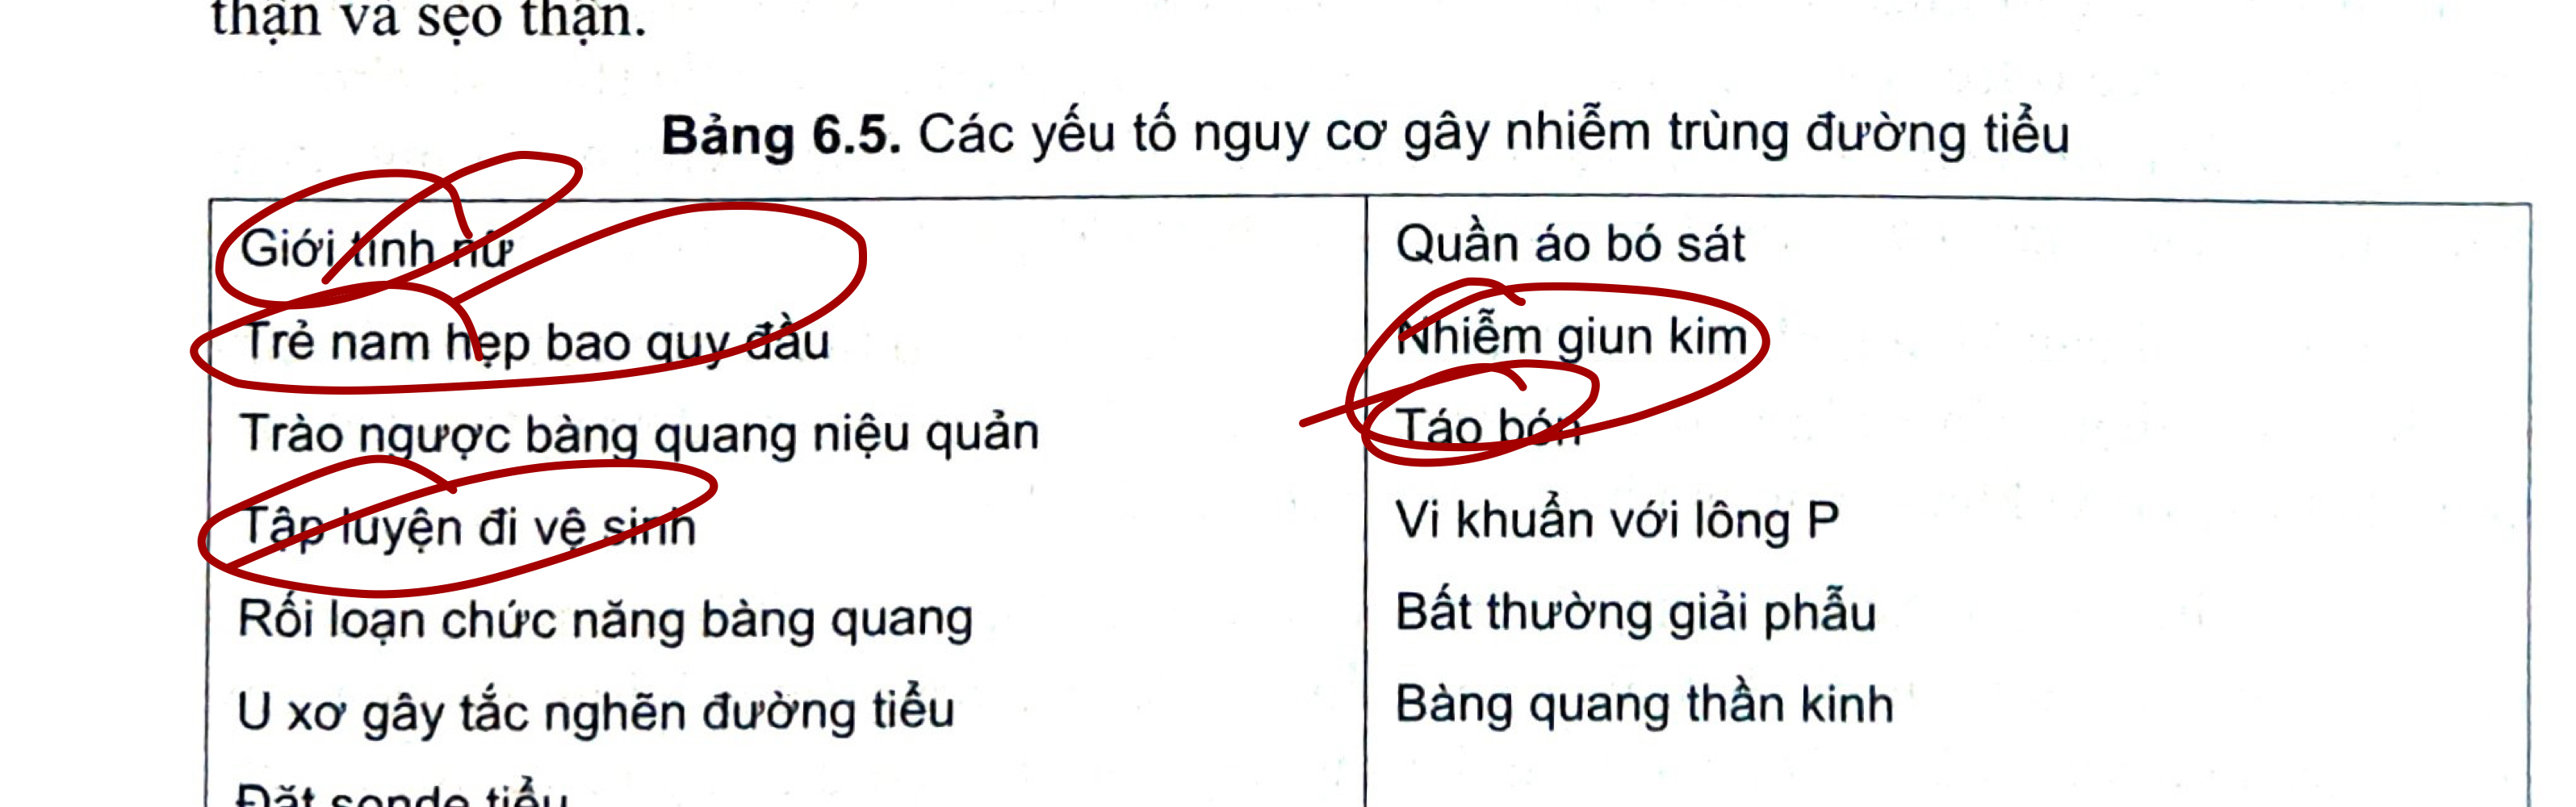 thận và sẹo thận.
Bảng 6.5. Các yếu tố nguy cơ gây nhiễm trùng đường tiểu
Giới tính nữ
Trẻ nam hẹp bao quy đầu
Trào ngược bàng quang niệu quản
Tập luyện đi vệ sinh
Rối loạn chức năng bàng quang
U xơ gây tắc nghẽn đường tiểu
Đặt sonde tiểu
Quần áo bó sát
Nhiễm giun kim
Táo bón
Vi khuẩn với lông P
Bất thường giải phẫu
Bàng quang thần kinh